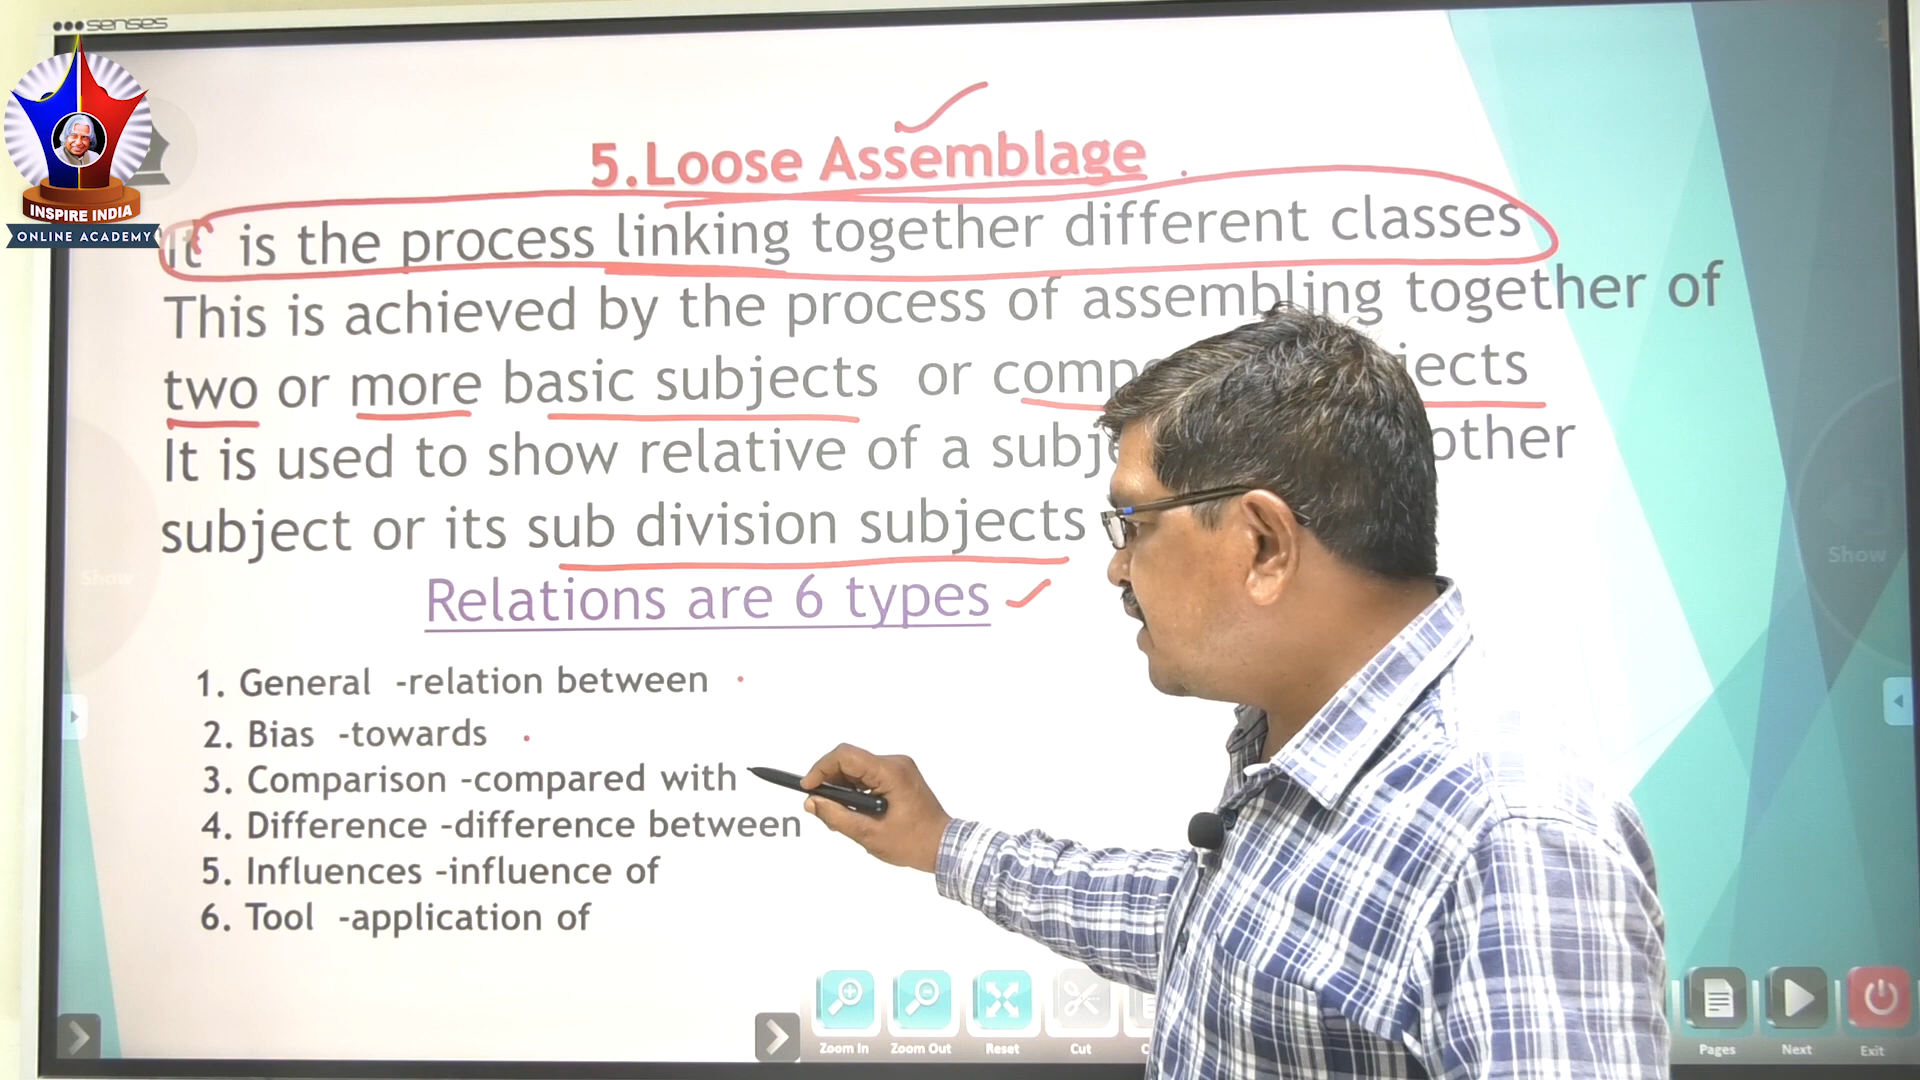 senses
INSPIRE INDIA
ONLINE ACADEMY
5.Loose Assemblage
It is the process linking together different classes
This is achieved by the process of assembling together of
two or more basic subjects or
It is used to show relative of a other
subject or its sub division subjects
Relations are 6 types
1. General -relation between
2. Bias -towards
3. Comparison -compared with
4. Difference -difference between
5. Influences -influence of
6. Tool -application of
Show
Show
Zoom In Zoom Out Reset Cut Pages Next Exit